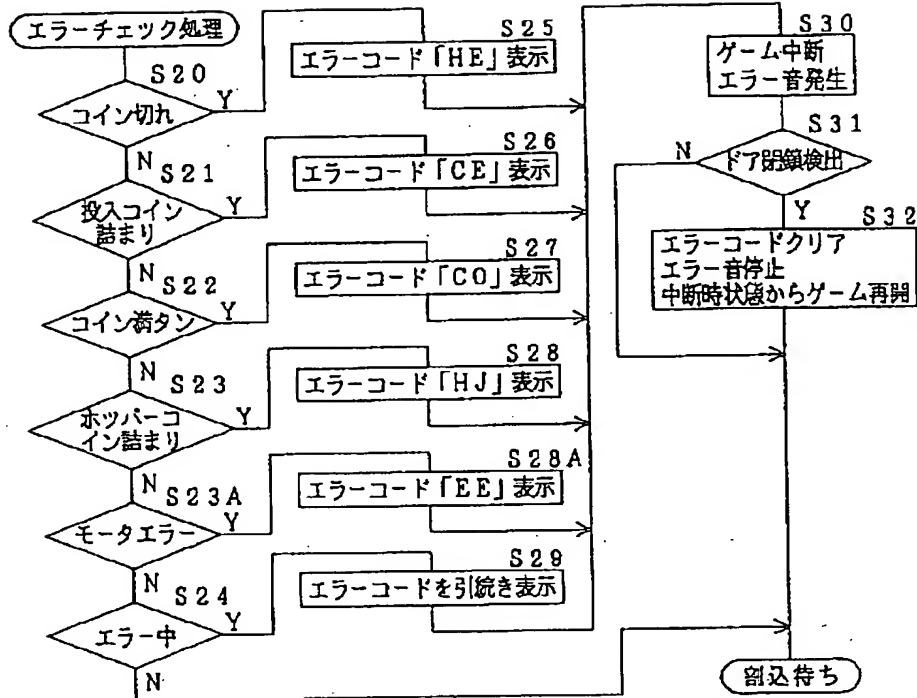 エラーチェック処理
S20
コイン切れ
Y
N
S25
エラーコード「HE」表示
S21
投入コイン
詰まり
Y
N
S26
エラーコード「CE」表示
S22
コイン満タン
Y
N
S27
エラーコード「CO」表示
S23
ホッパーコ
イン詰まり
Y
N
S28
エラーコード「HJ」表示
S23A
モータエラー
Y
N
S28A
エラーコード「EE」表示
S24
エラー中
Y
N
S29
エラーコードを引続き表示
S30
ゲーム中断
エラー音発生
S31
ドア閉鎖検出
N
Y
S32
エラーコードクリア
エラー音停止
中断時状態からゲーム再開
割込待ち